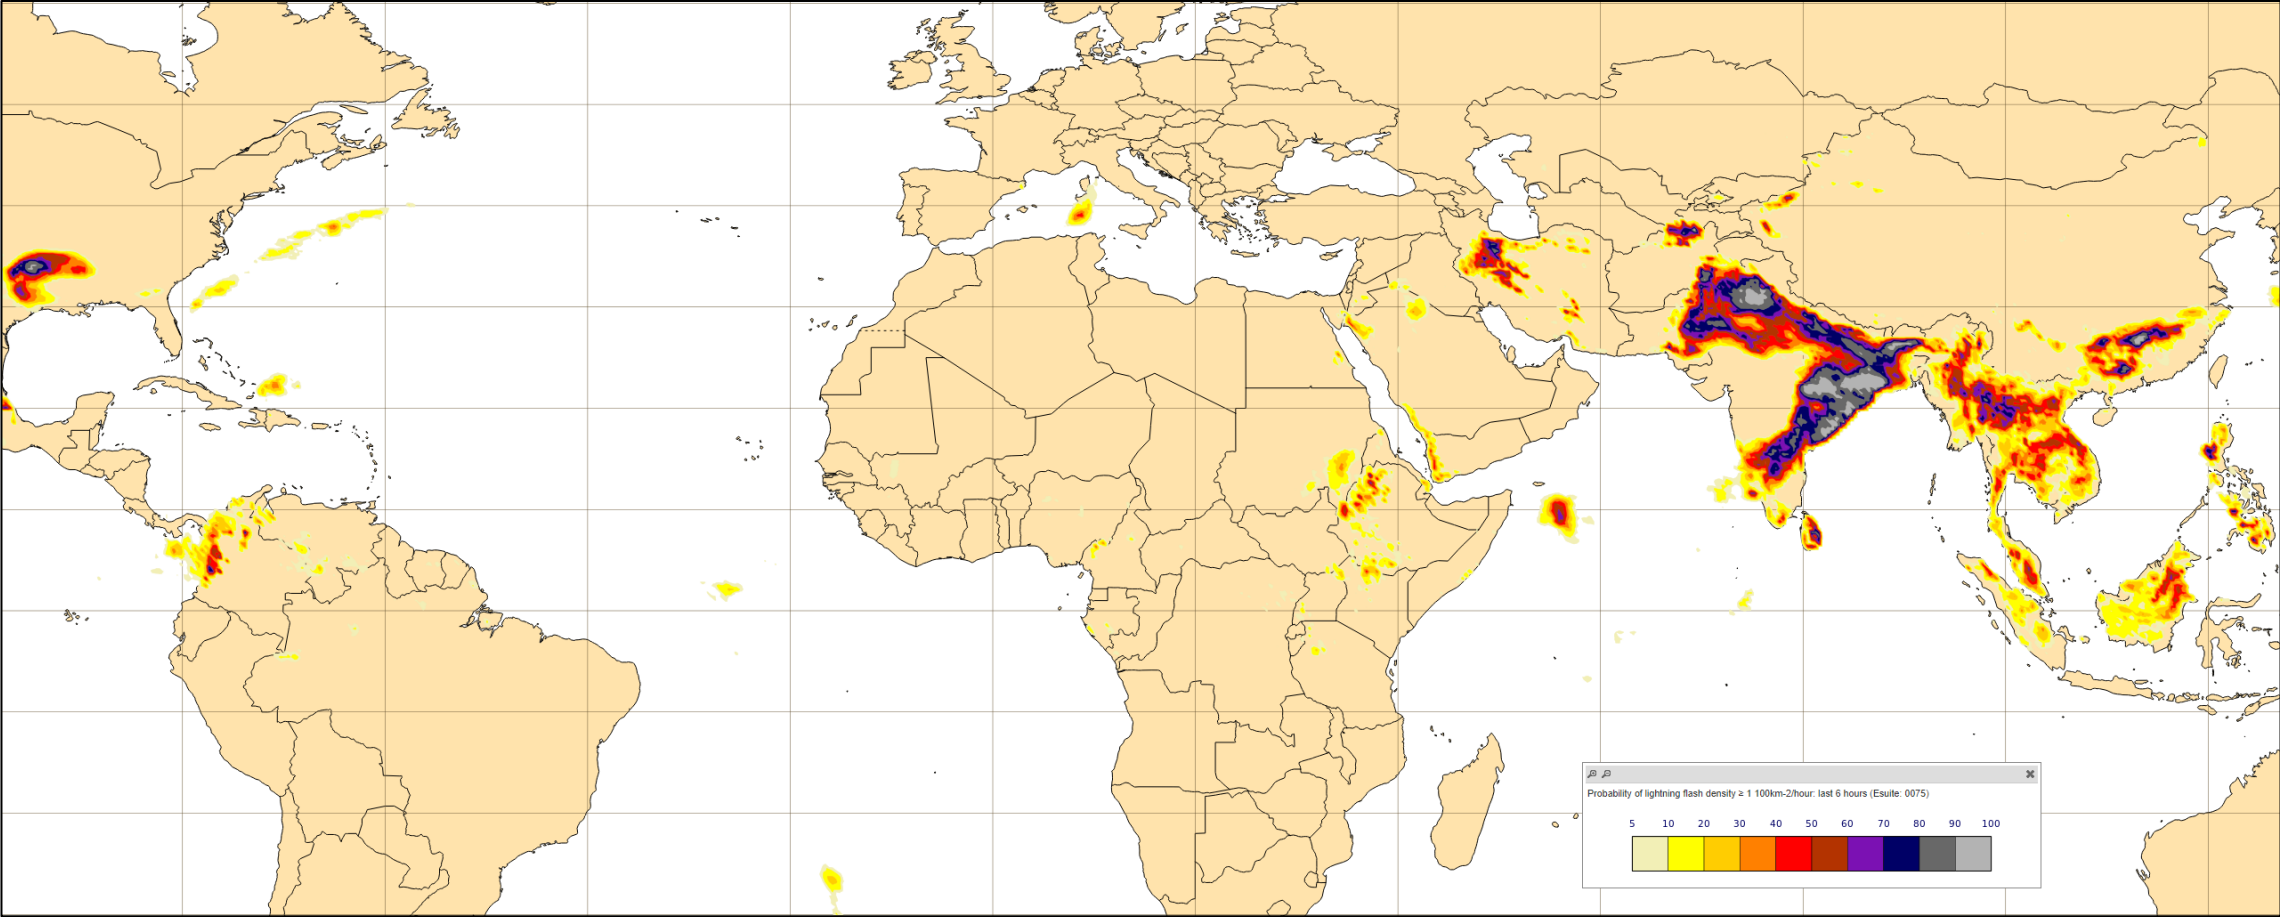 Probability of lightning flash density ≥ 1 100km-2/hour: last 6 hours (Esuite: 0075)
5 10 20 30 40 50 60 70 80 90 100